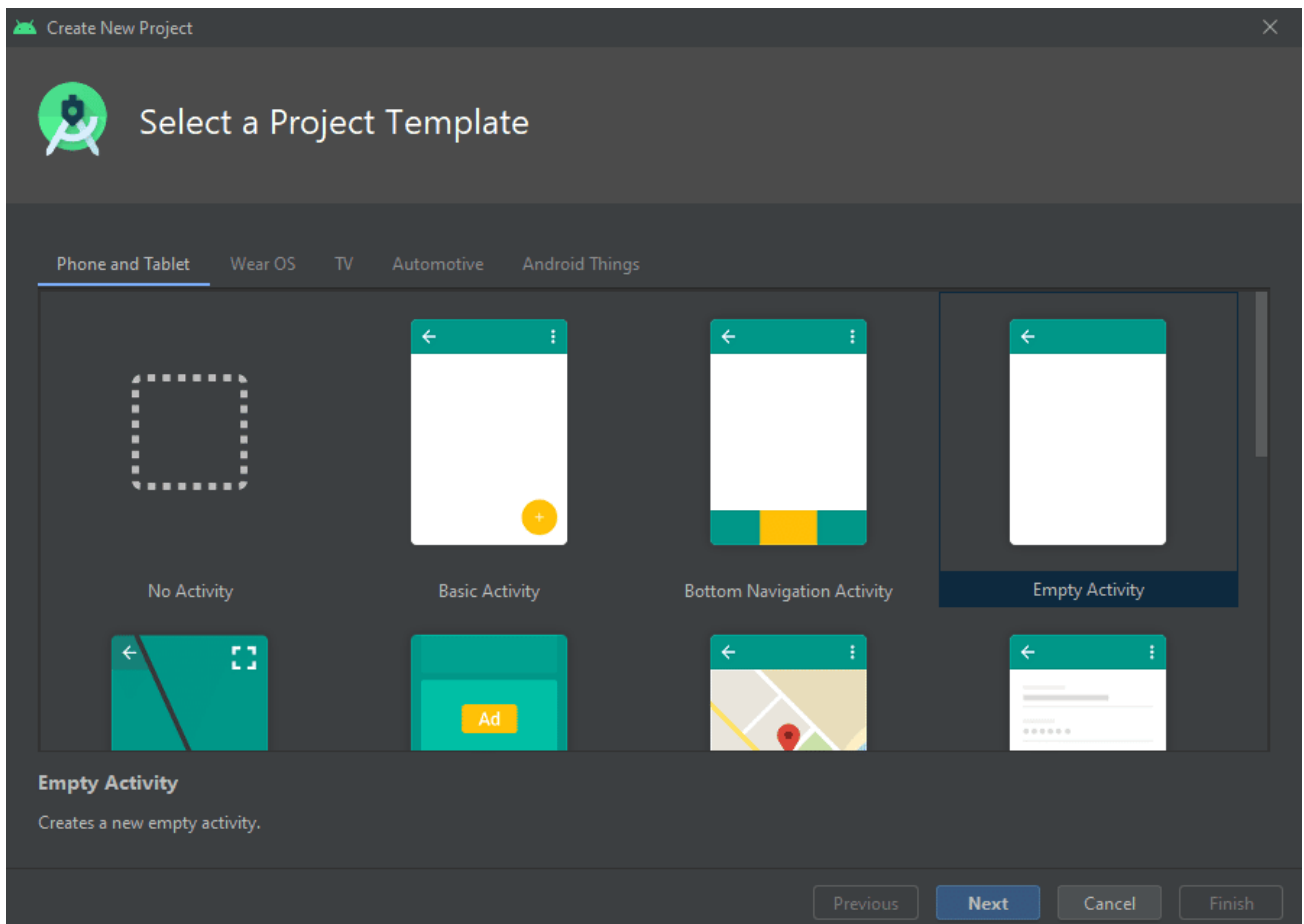 Create New Project
Select a Project Template
Phone and Tablet Wear OS TV Automotive Android Things
No Activity Basic Activity Bottom Navigation Activity Empty Activity
Ad
Empty Activity
Creates a new empty activity.
Previous Next Cancel Finish